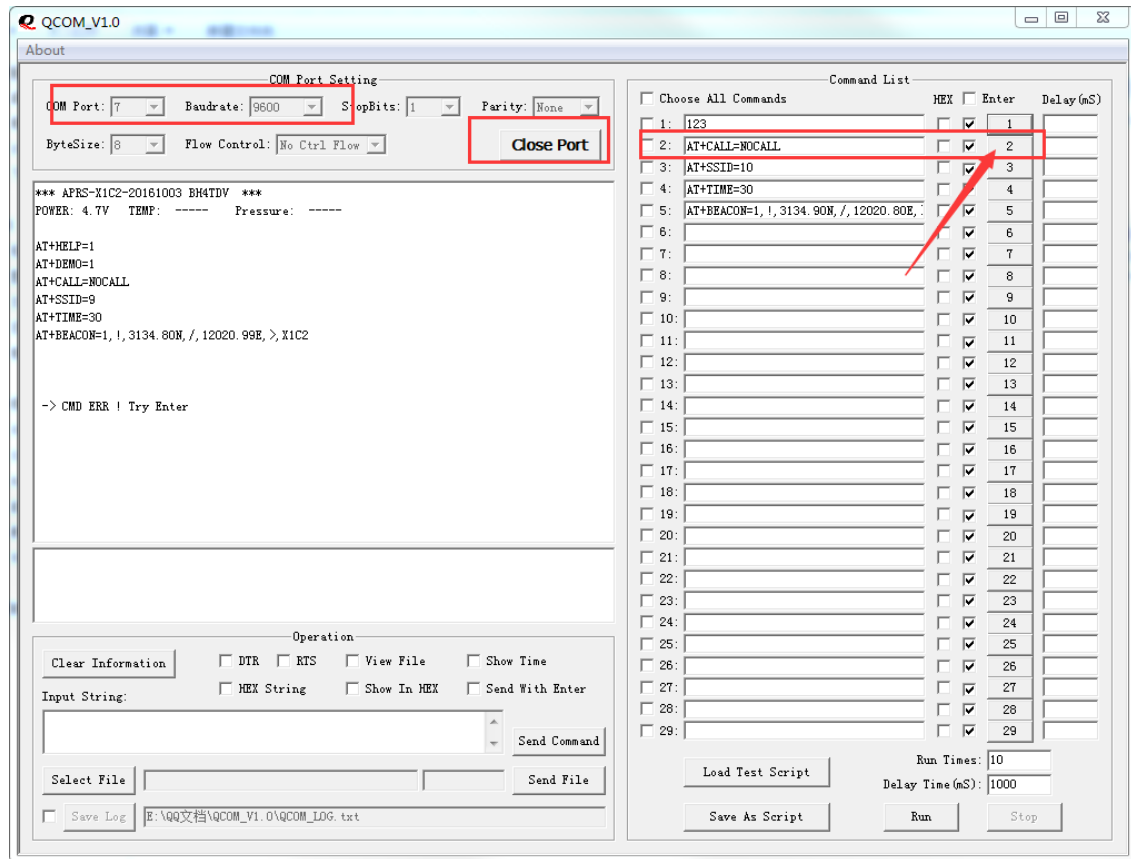 QCOM_V1.0
About
COM Port Setting
COM Port: 7 Baudrate: 9600 StopBits: 1 Parity: None
ByteSize: 8 Flow Control: No Ctrl Flow Close Port
*** APRS-X1C2-20161003 BH4TDV ***
POWER: 4.7V TEMP: ----- Pressure: -----
AT+HELP=1
AT+DEMO=1
AT+CALL=NOCALL
AT+SSID=9
AT+TIME=30
AT+BEACON=1,!,3134.80N,/,12020.99E,>,X1C2
-> CMD ERR ! Try Enter
Operation
Clear Information DTR RTS View File Show Time
HEX String Show In HEX Send With Enter
Input String:
Send Command
Select File Send File
Save Log E:\QQ文档\QCOM_V1.0\QCOM_LOG.txt
Command List
Choose All Commands HEX Enter Delay(mS)
1: 123 1
2: AT+CALL=NOCALL 2
3: AT+SSID=10 3
4: AT+TIME=30 4
5: AT+BEACON=1,!,3134.90N,/,12020.80E, 5
6: 6
7: 7
8: 8
9: 9
10: 10
11: 11
12: 12
13: 13
14: 14
15: 15
16: 16
17: 17
18: 18
19: 19
20: 20
21: 21
22: 22
23: 23
24: 24
25: 25
26: 26
27: 27
28: 28
29: 29
Load Test Script Run Times: 10
Delay Time(mS): 1000
Save As Script Run Stop